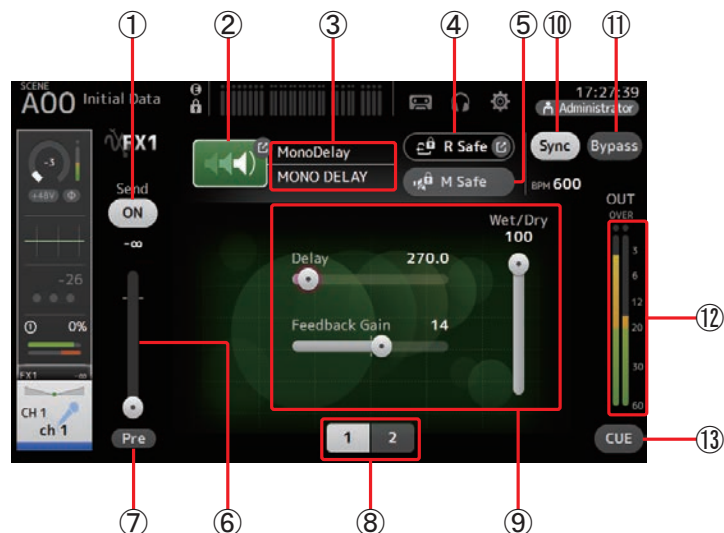 ① ② ③ ④ ⑤ ⑩ ⑪
SCENE
A00 Initial Data
E
17:27:39
Administrator
FX1
MonoDelay
MONO DELAY
R Safe
M Safe
Sync
Bypass
BPM 600
-3
+48V Φ
Send
ON
-∞
OUT
OVER
3
6
12
20
30
60
Wet/Dry
100
Delay 270.0
Feedback Gain 14
-26
0%
FX1 -∞
CH 1
ch 1
Pre
1 2
CUE
⑫
⑬
⑦ ⑥ ⑧ ⑨